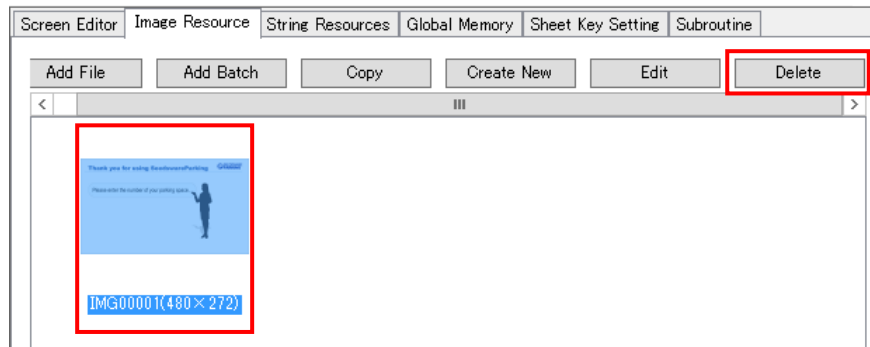 Screen Editor Image Resource String Resources Global Memory Sheet Key Setting Subroutine
Add File Add Batch Copy Create New Edit Delete
Thank you for using GoodwareParking
Please enter the number of your parking space.
IMG00001(480×272)